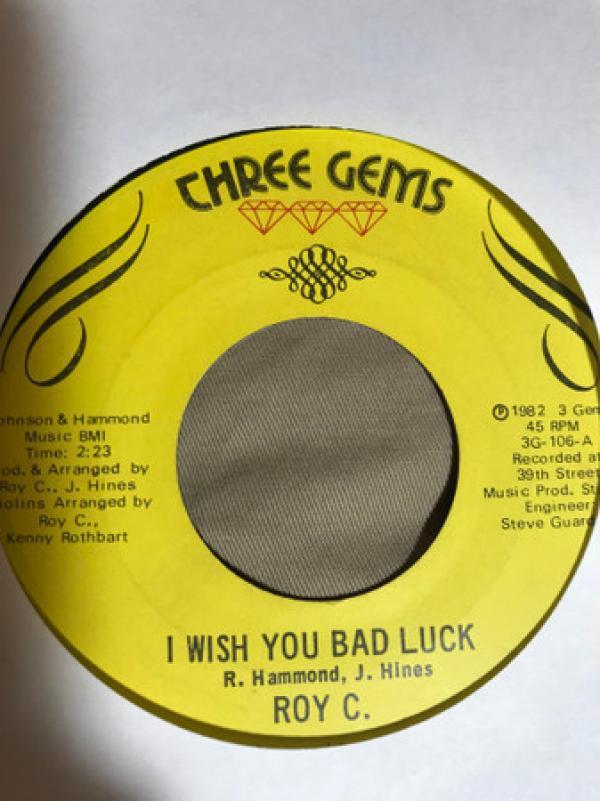 THREE GEMS
ohnson & Hammond
Music BMI
Time: 2:23
od. & Arranged by
Roy C., J. Hines
iolins Arranged by
Roy C.,
Kenny Rothbart
℗ 1982 3 Gem
45 RPM
3G-106-A
Recorded at
39th Street
Music Prod. St
Engineer
Steve Guard
I WISH YOU BAD LUCK
R. Hammond, J. Hines
ROY C.